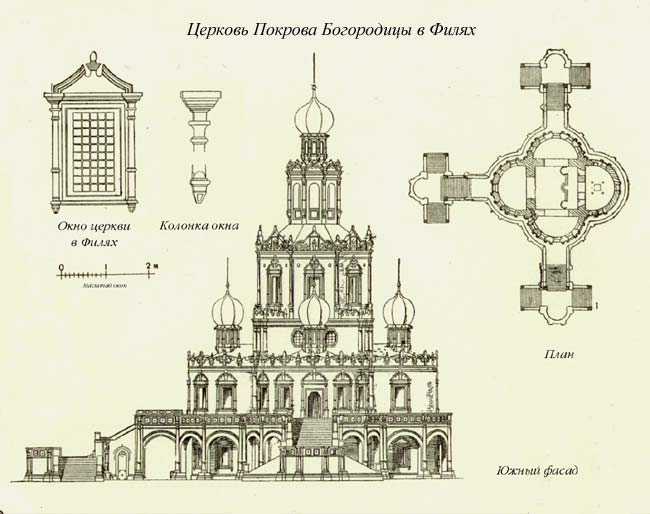 Церковь Покрова Богородицы в Филях
Окно церкви
в Филях
Колонка окна
0 1 2 м
План
1
Южный фасад